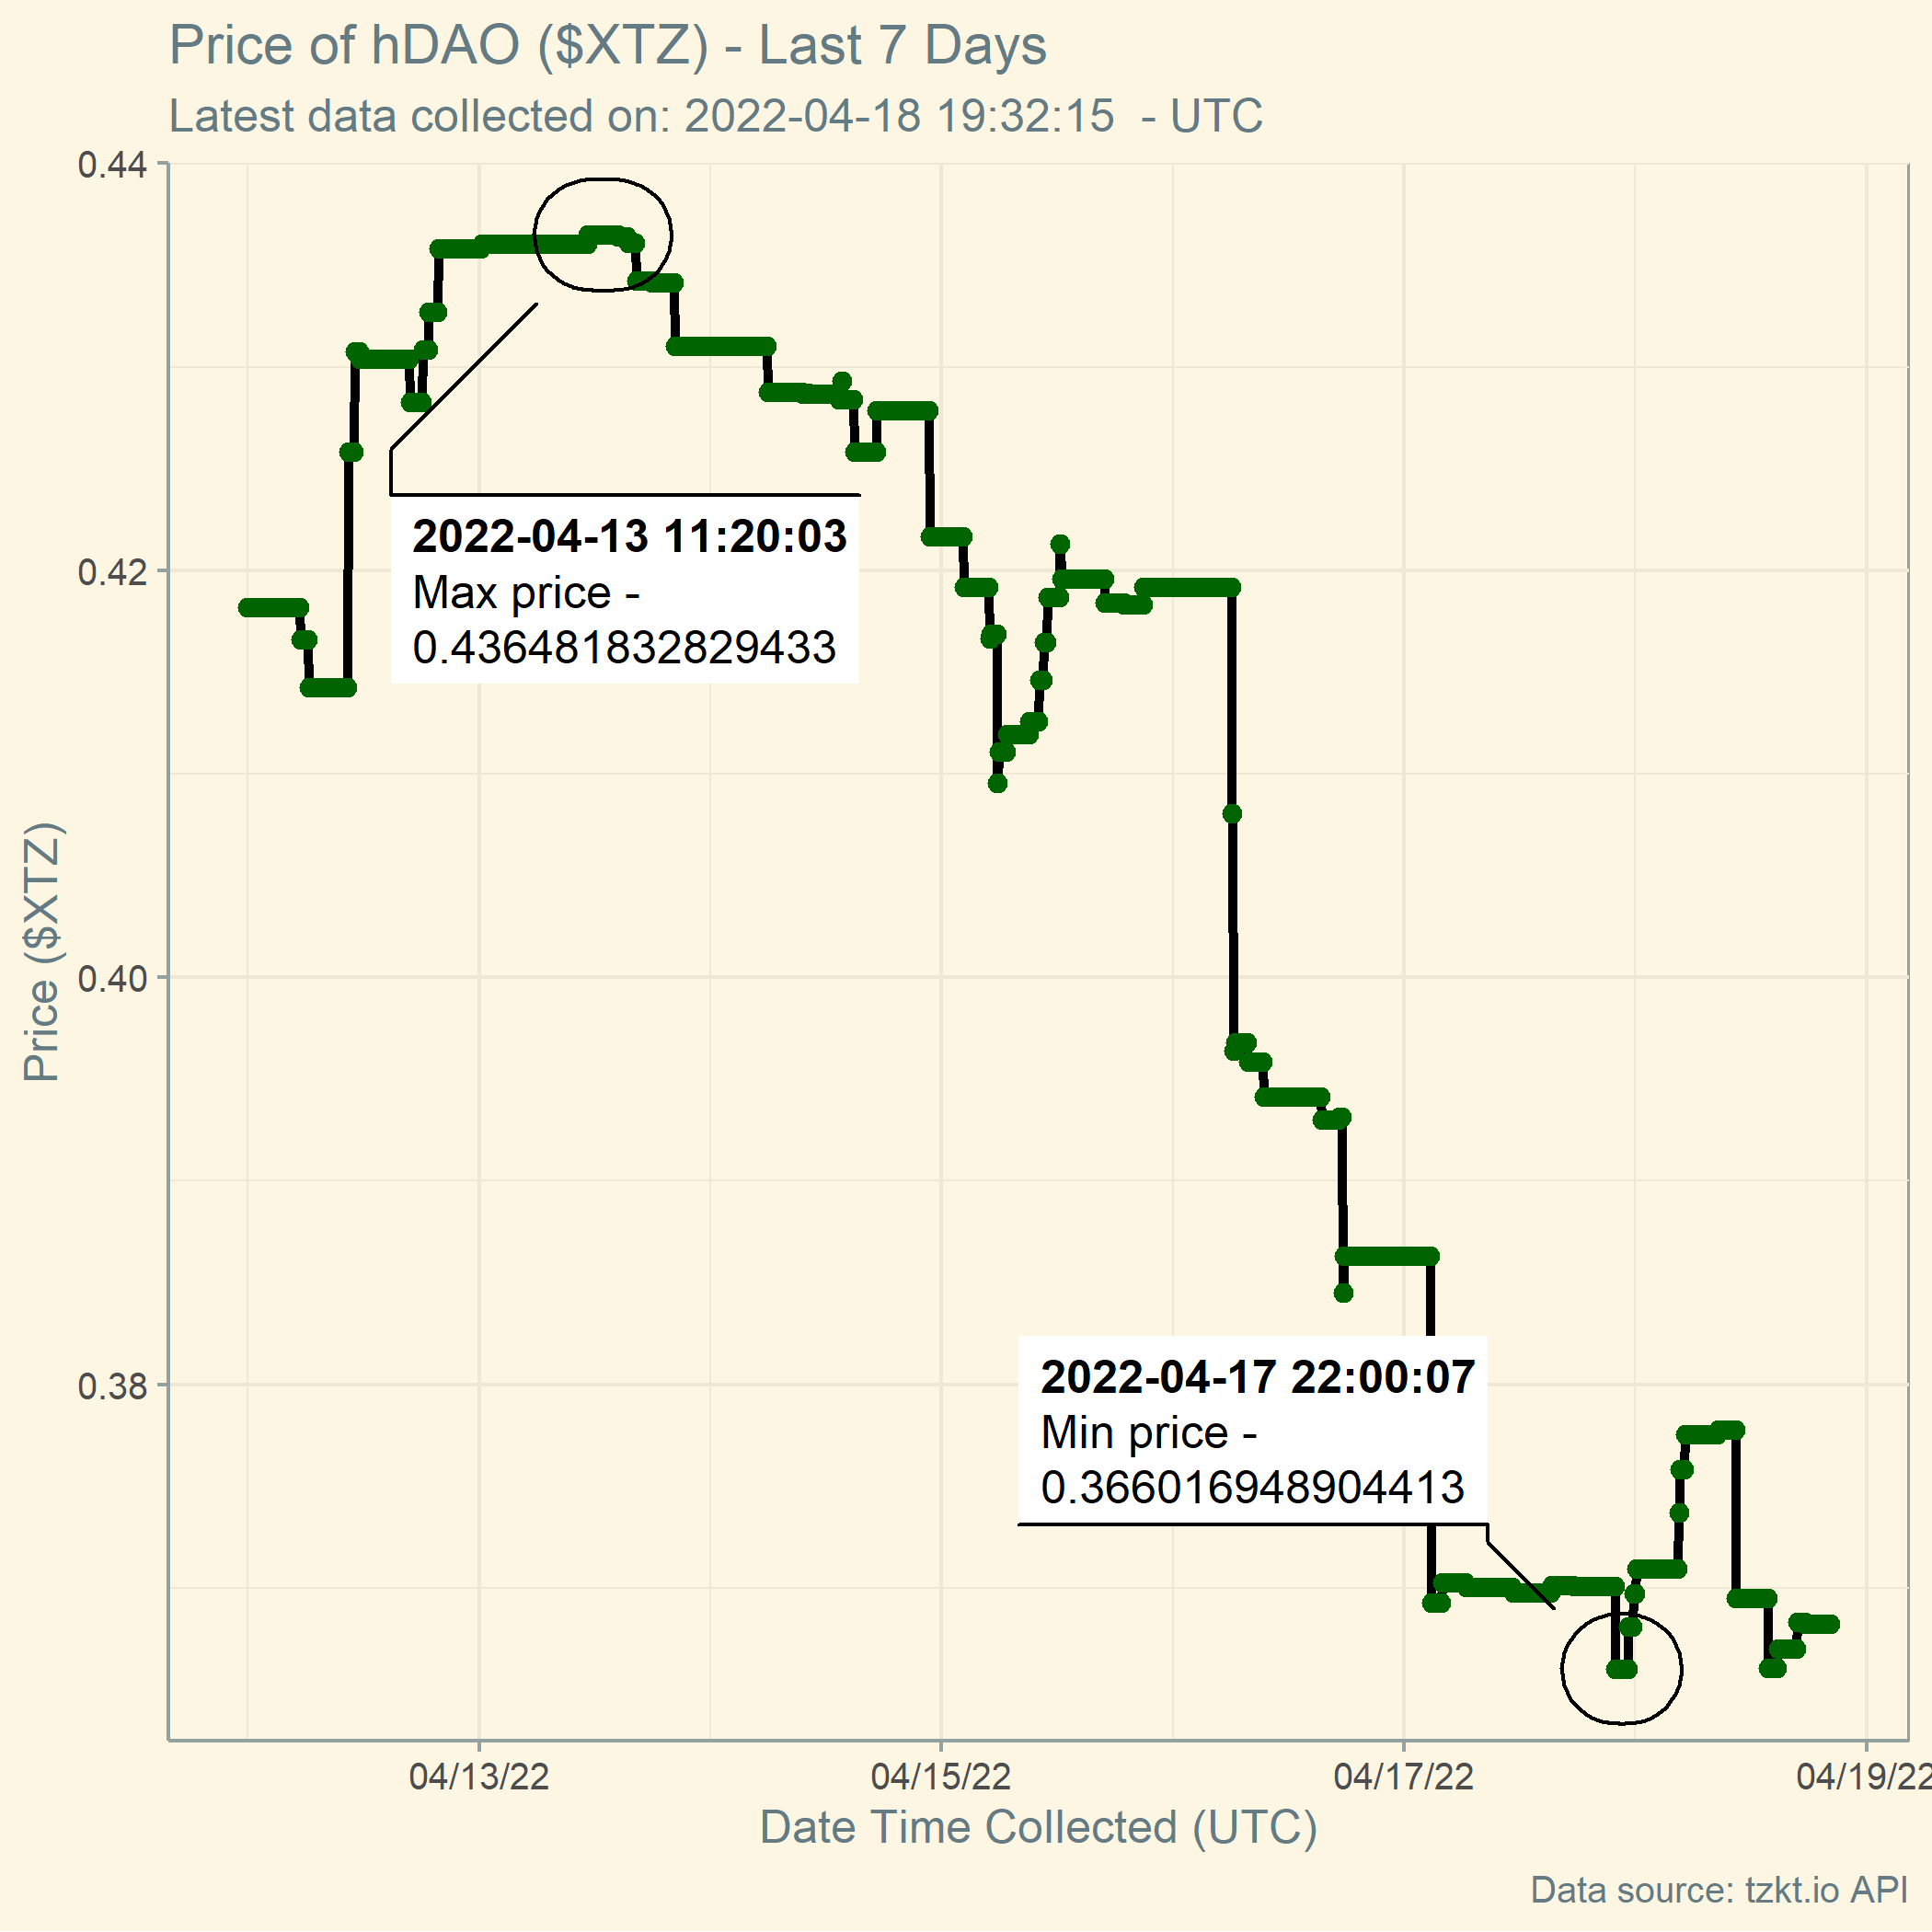 Price of hDAO ($XTZ) - Last 7 Days
Latest data collected on: 2022-04-18 19:32:15  - UTC
0.44
0.42
0.40
0.38
Price ($XTZ)
2022-04-13 11:20:03
Max price -
0.436481832829433
2022-04-17 22:00:07
Min price -
0.366016948904413
04/13/22
04/15/22
04/17/22
04/19/22
Date Time Collected (UTC)
Data source: tzkt.io API